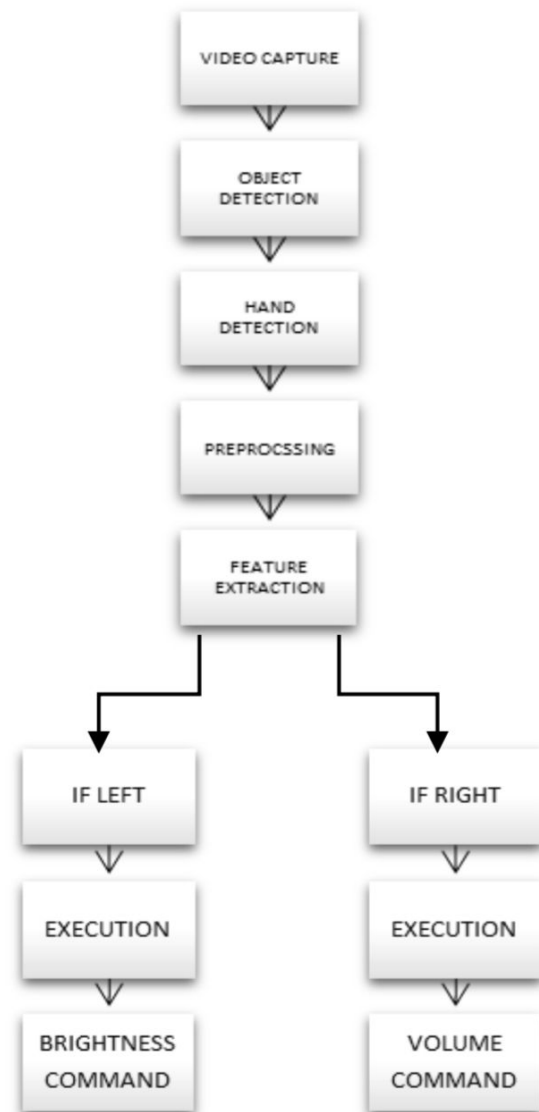 VIDEO CAPTURE
OBJECT
DETECTION
HAND
DETECTION
PREPROCSSING
FEATURE
EXTRACTION
IF LEFT
IF RIGHT
EXECUTION
EXECUTION
BRIGHTNESS
COMMAND
VOLUME
COMMAND